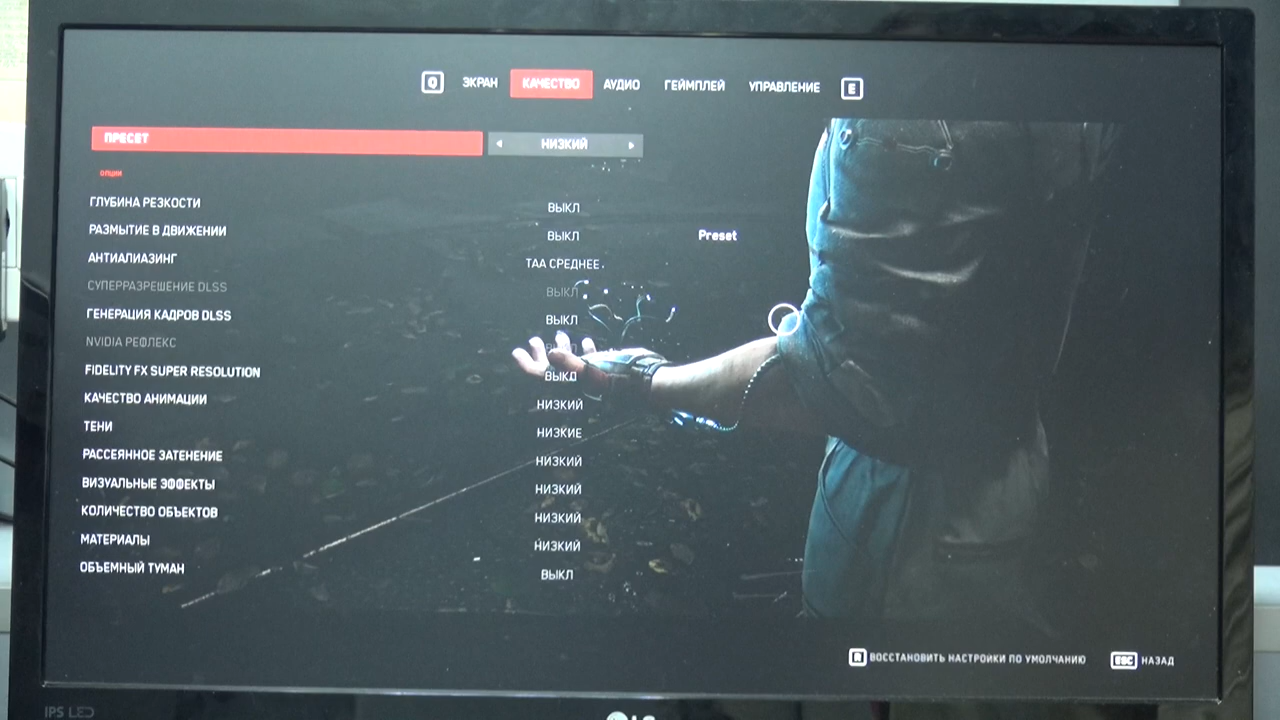 Q ЭКРАН КАЧЕСТВО АУДИО ГЕЙМПЛЕЙ УПРАВЛЕНИЕ E
ПРЕСЕТ НИЗКИЙ
ОПЦИИ
ГЛУБИНА РЕЗКОСТИ ВЫКЛ
РАЗМЫТИЕ В ДВИЖЕНИИ ВЫКЛ
Preset
АНТИАЛИАЗИНГ TAA СРЕДНЕЕ
СУПЕРРАЗРЕШЕНИЕ DLSS ВЫКЛ
ГЕНЕРАЦИЯ КАДРОВ DLSS ВЫКЛ
NVIDIA РЕФЛЕКС ВЫКЛ
FIDELITY FX SUPER RESOLUTION ВЫКЛ
КАЧЕСТВО АНИМАЦИИ НИЗКИЙ
ТЕНИ НИЗКИЕ
РАССЕЯННОЕ ЗАТЕНЕНИЕ НИЗКИЙ
ВИЗУАЛЬНЫЕ ЭФФЕКТЫ НИЗКИЙ
КОЛИЧЕСТВО ОБЪЕКТОВ НИЗКИЙ
МАТЕРИАЛЫ НИЗКИЙ
ОБЪЕМНЫЙ ТУМАН ВЫКЛ
R ВОССТАНОВИТЬ НАСТРОЙКИ ПО УМОЛЧАНИЮ ESC НАЗАД
IPS LED
LG